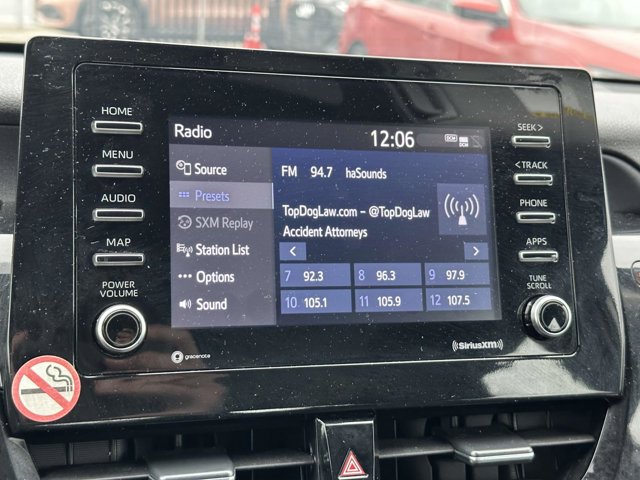 HOME
MENU
AUDIO
MAP
POWER
VOLUME
Radio 12:06
DCM
DCM
Source
Presets
SXM Replay
Station List
Options
Sound
FM 94.7 haSounds
TopDogLaw.com – @TopDogLaw
Accident Attorneys
< >
7 92.3 8 96.3 9 97.9
10 105.1 11 105.9 12 107.5
SEEK >
< TRACK
PHONE
APPS
TUNE
SCROLL
gracenote
SiriusXM